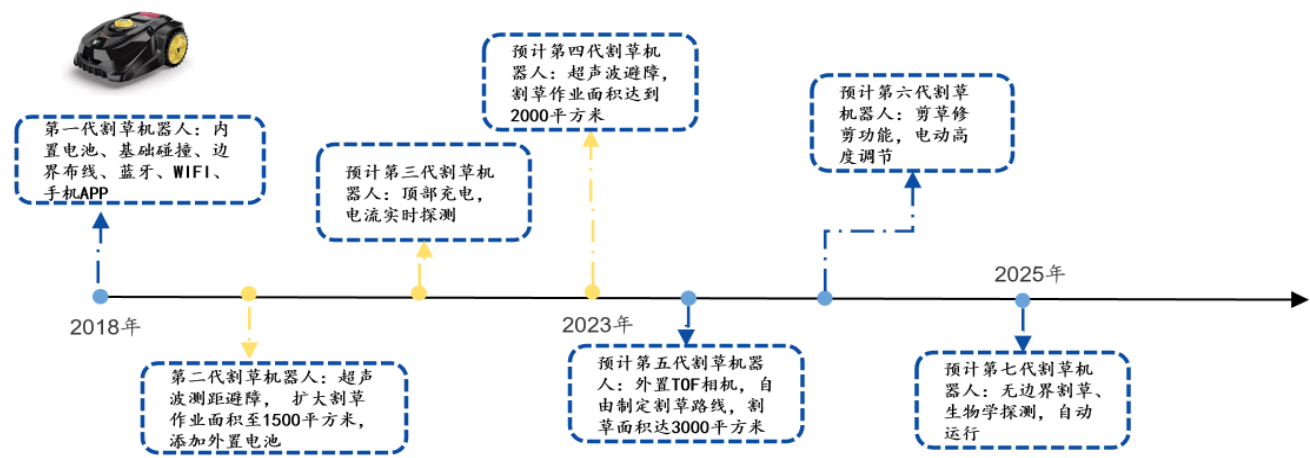 第一代割草机器人：内
置电池、基础碰撞、边
界布线、蓝牙、WIFI、
手机APP
预计第三代割草机
器人：顶部充电，
电流实时探测
预计第四代割草机
器人：超声波避障，
割草作业面积达到
2000平方米
预计第六代割草
机器人：剪草修
剪功能，电动高
度调节
2018年
2023年
2025年
第二代割草机器人：超声
波测距避障， 扩大割草
作业面积至1500平方米，
添加外置电池
预计第五代割草机器
人：外置TOF相机，自
由制定割草路线，割
草面积达3000平方米
预计第七代割草机
器人：无边界割草、
生物学探测，自动
运行